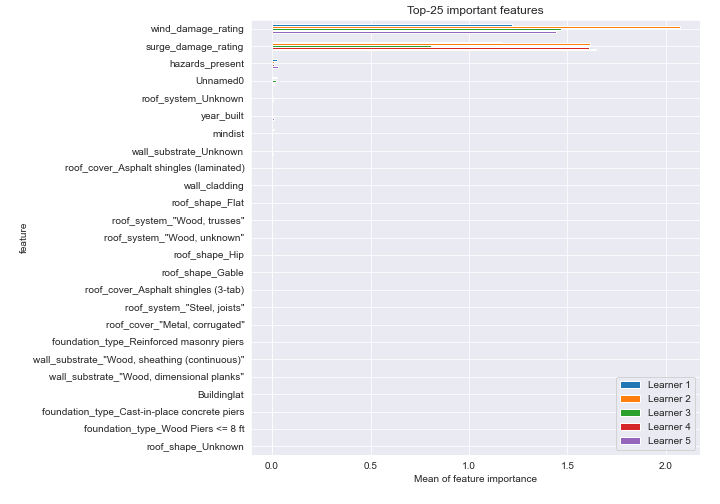 Top-25 important features
wind_damage_rating
surge_damage_rating
hazards_present
Unnamed0
roof_system_Unknown
year_built
mindist
wall_substrate_Unknown
roof_cover_Asphalt shingles (laminated)
wall_cladding
roof_shape_Flat
roof_system_"Wood, trusses"
roof_system_"Wood, unknown"
roof_shape_Hip
roof_shape_Gable
roof_cover_Asphalt shingles (3-tab)
roof_system_"Steel, joists"
roof_cover_"Metal, corrugated"
foundation_type_Reinforced masonry piers
wall_substrate_"Wood, sheathing (continuous)"
wall_substrate_"Wood, dimensional planks"
Buildinglat
foundation_type_Cast-in-place concrete piers
foundation_type_Wood Piers <= 8 ft
roof_shape_Unknown
feature
Learner 1
Learner 2
Learner 3
Learner 4
Learner 5
0.0 0.5 1.0 1.5 2.0
Mean of feature importance